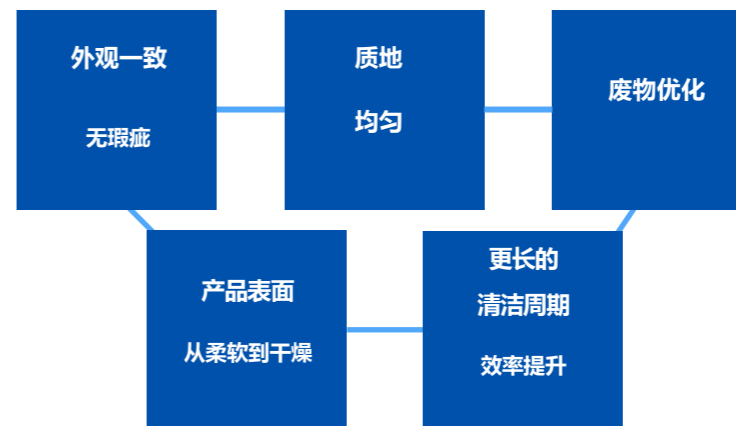 外观一致
无瑕疵
质地
均匀
废物优化
产品表面
从柔软到干燥
更长的
清洁周期
效率提升